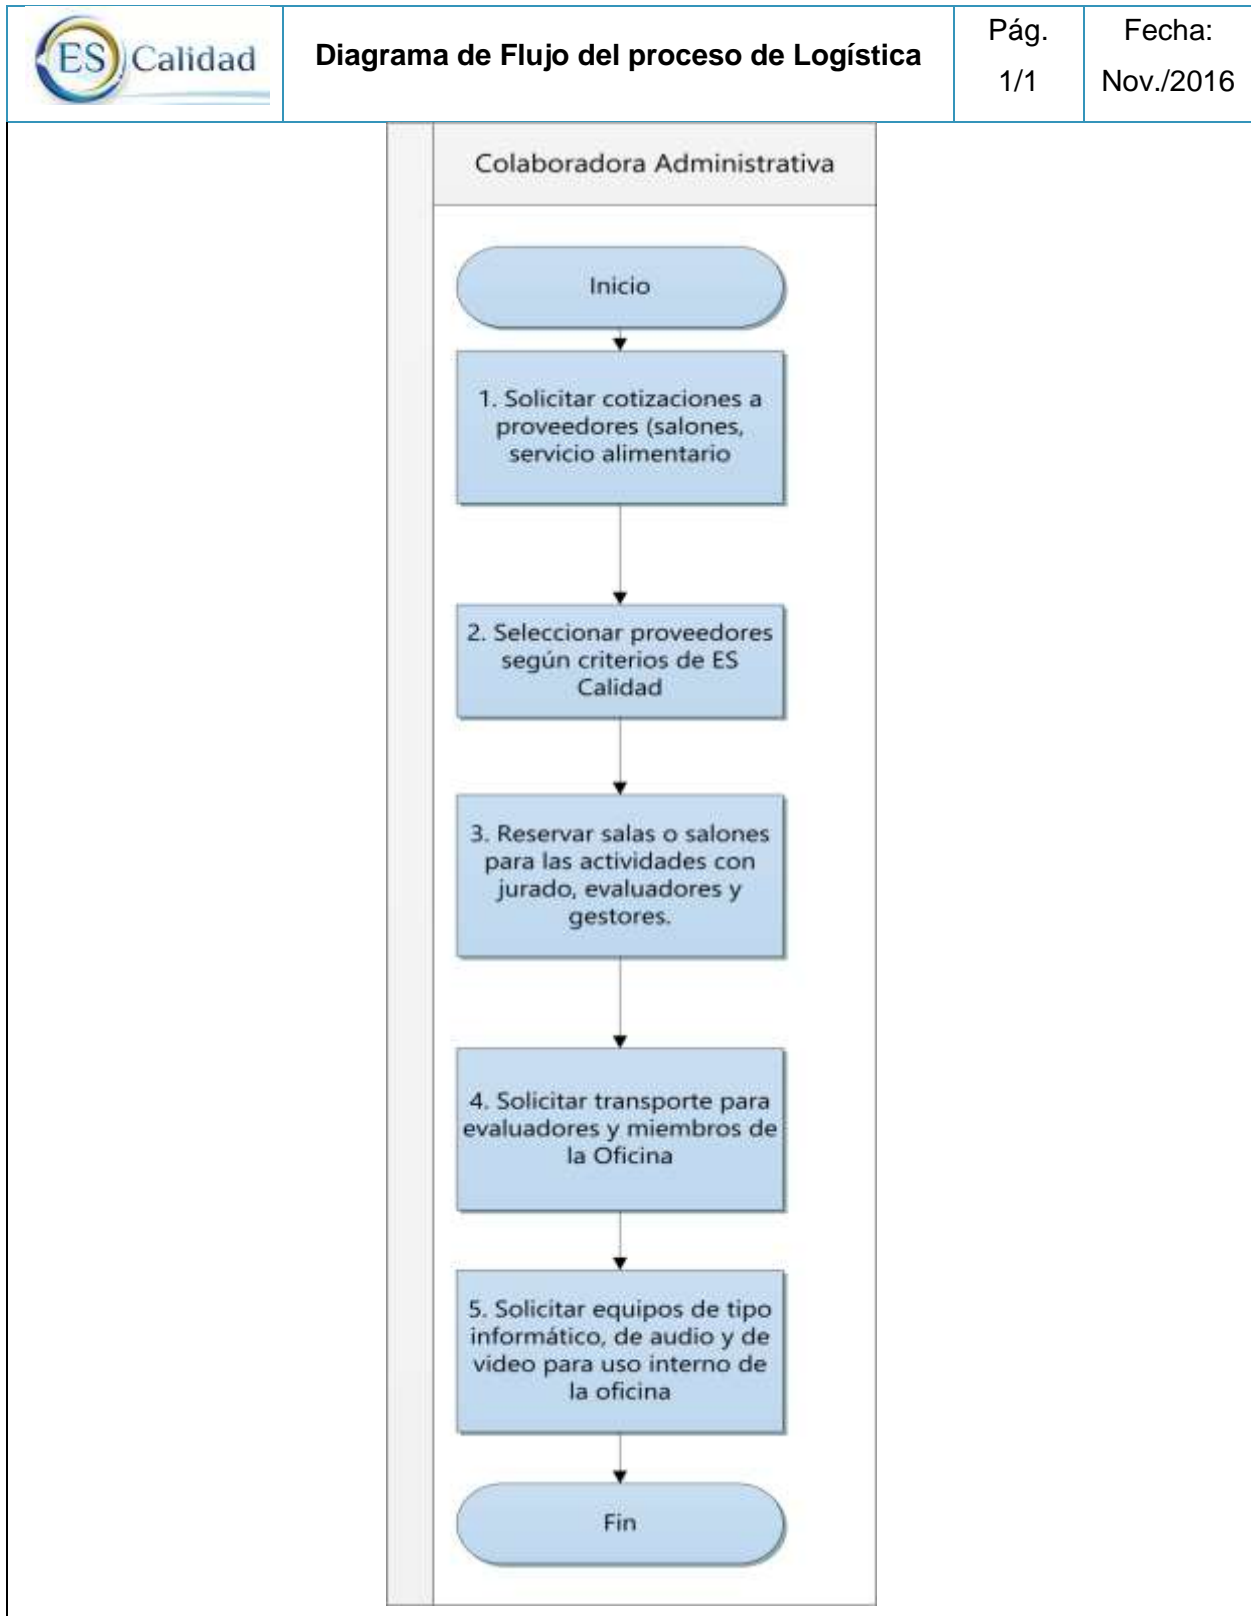 ES Calidad
Diagrama de Flujo del proceso de Logística
Pág.
1/1
Fecha:
Nov./2016
Colaboradora Administrativa
Inicio
1. Solicitar cotizaciones a
proveedores (salones,
servicio alimentario
2. Seleccionar proveedores
según criterios de ES
Calidad
3. Reservar salas o salones
para las actividades con
jurado, evaluadores y
gestores.
4. Solicitar transporte para
evaluadores y miembros de
la Oficina
5. Solicitar equipos de tipo
informático, de audio y de
video para uso interno de
la oficina
Fin